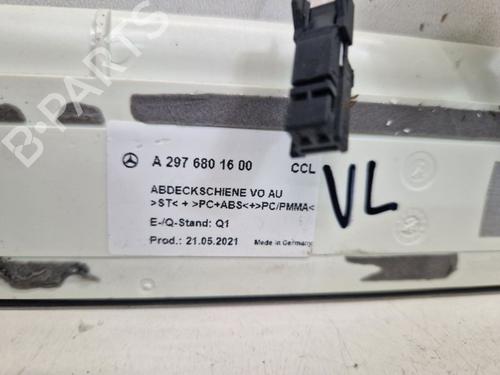 B-PARTS
A 297 680 16 00 CCL
ABDECKSCHIENE VO AU
>ST< + >PC+ABS<+>PC/PMMA<
E-/Q-Stand: Q1
Prod.: 21.05.2021 Made in Germany
VL